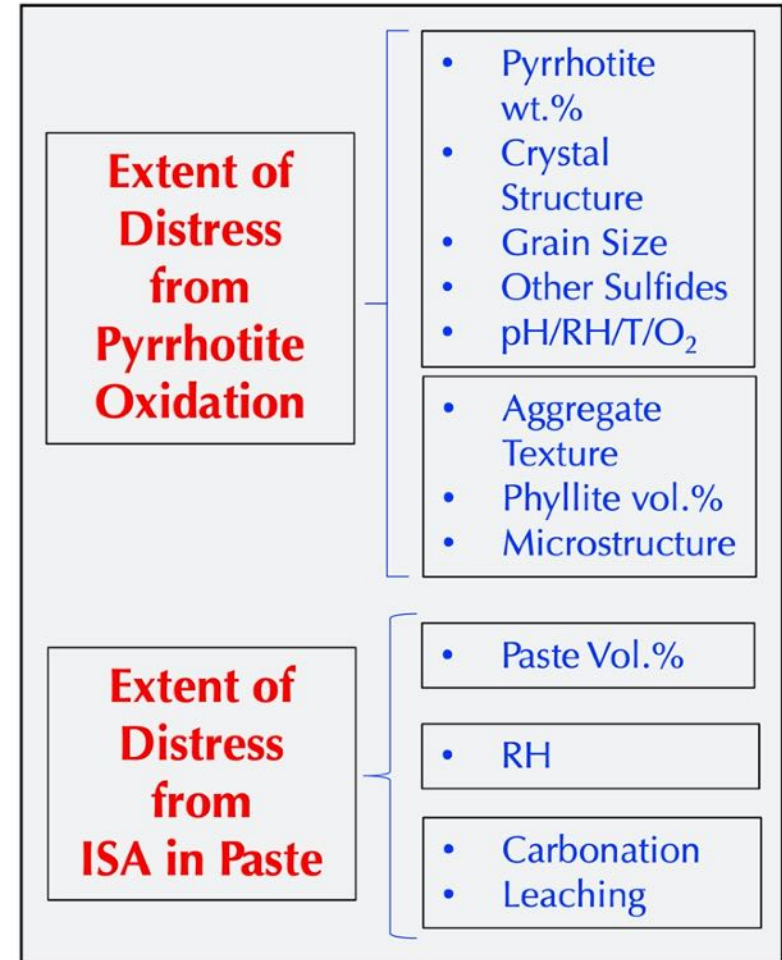 Extent of
Distress
from
Pyrrhotite
Oxidation
• Pyrrhotite
wt.%
• Crystal
Structure
• Grain Size
• Other Sulfides
• pH/RH/T/O₂
• Aggregate
Texture
• Phyllite vol.%
• Microstructure
Extent of
Distress
from
ISA in Paste
• Paste Vol.%
• RH
• Carbonation
• Leaching